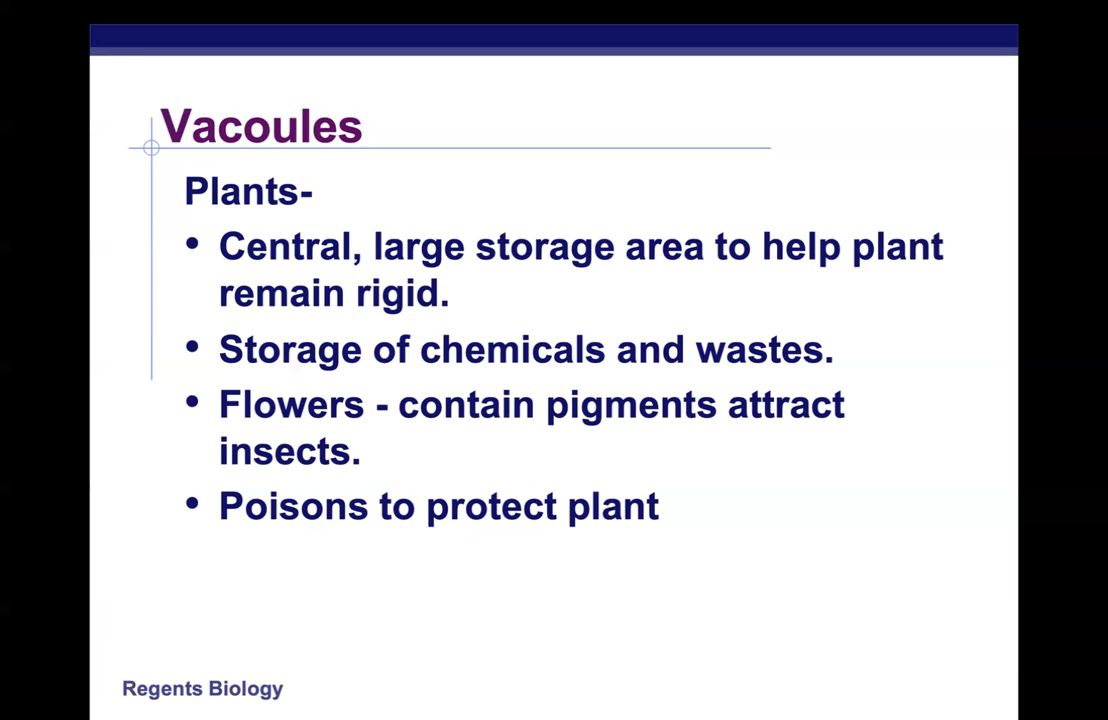 Vacoules
Plants-
• Central, large storage area to help plant
remain rigid.
• Storage of chemicals and wastes.
• Flowers - contain pigments attract
insects.
• Poisons to protect plant
Regents Biology